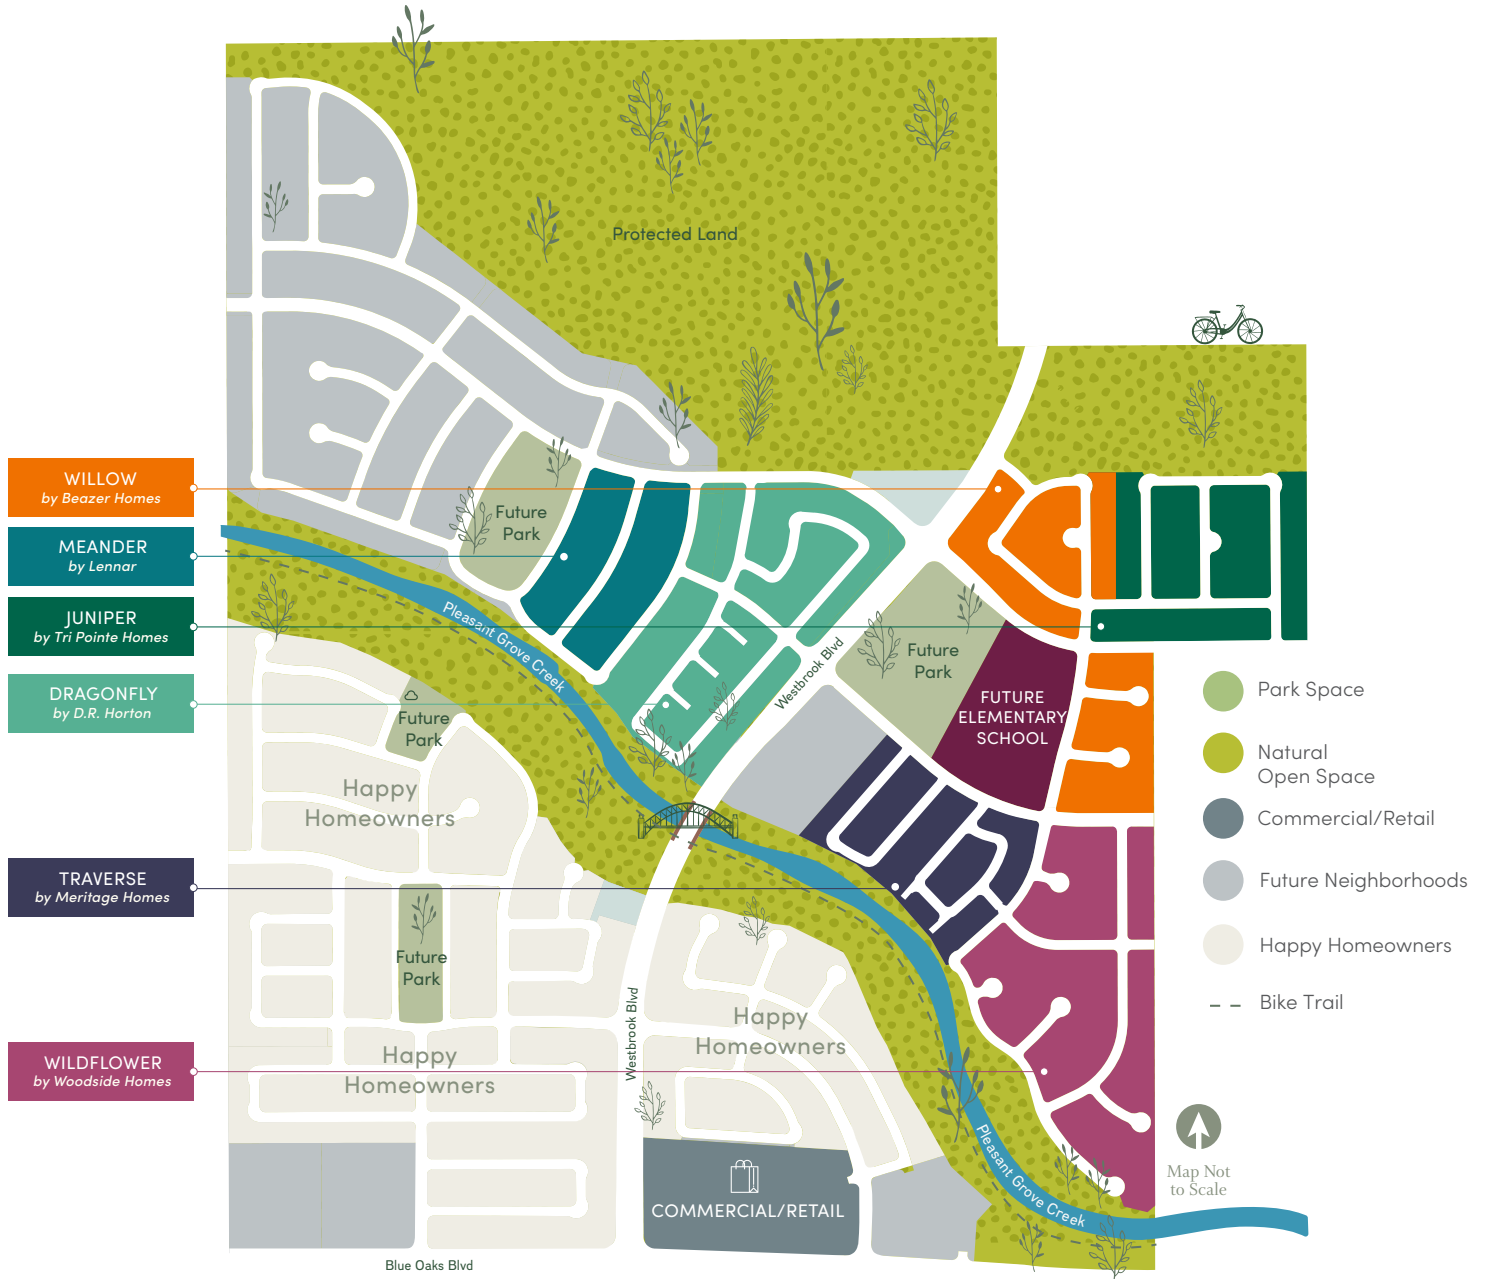 Protected Land
WILLOW
by Beazer Homes
MEANDER
by Lennar
JUNIPER
by Tri Pointe Homes
DRAGONFLY
by D.R. Horton
TRAVERSE
by Meritage Homes
WILDFLOWER
by Woodside Homes
Future
Park
Pleasant Grove Creek
Future
Park
Westbrook Blvd
Future
Park
FUTURE
ELEMENTARY
SCHOOL
Happy
Homeowners
Future
Park
Westbrook Blvd
Happy
Homeowners
Happy
Homeowners
Pleasant Grove Creek
COMMERCIAL/RETAIL
Blue Oaks Blvd
Park Space
Natural
Open Space
Commercial/Retail
Future Neighborhoods
Happy Homeowners
Bike Trail
Map Not
to Scale